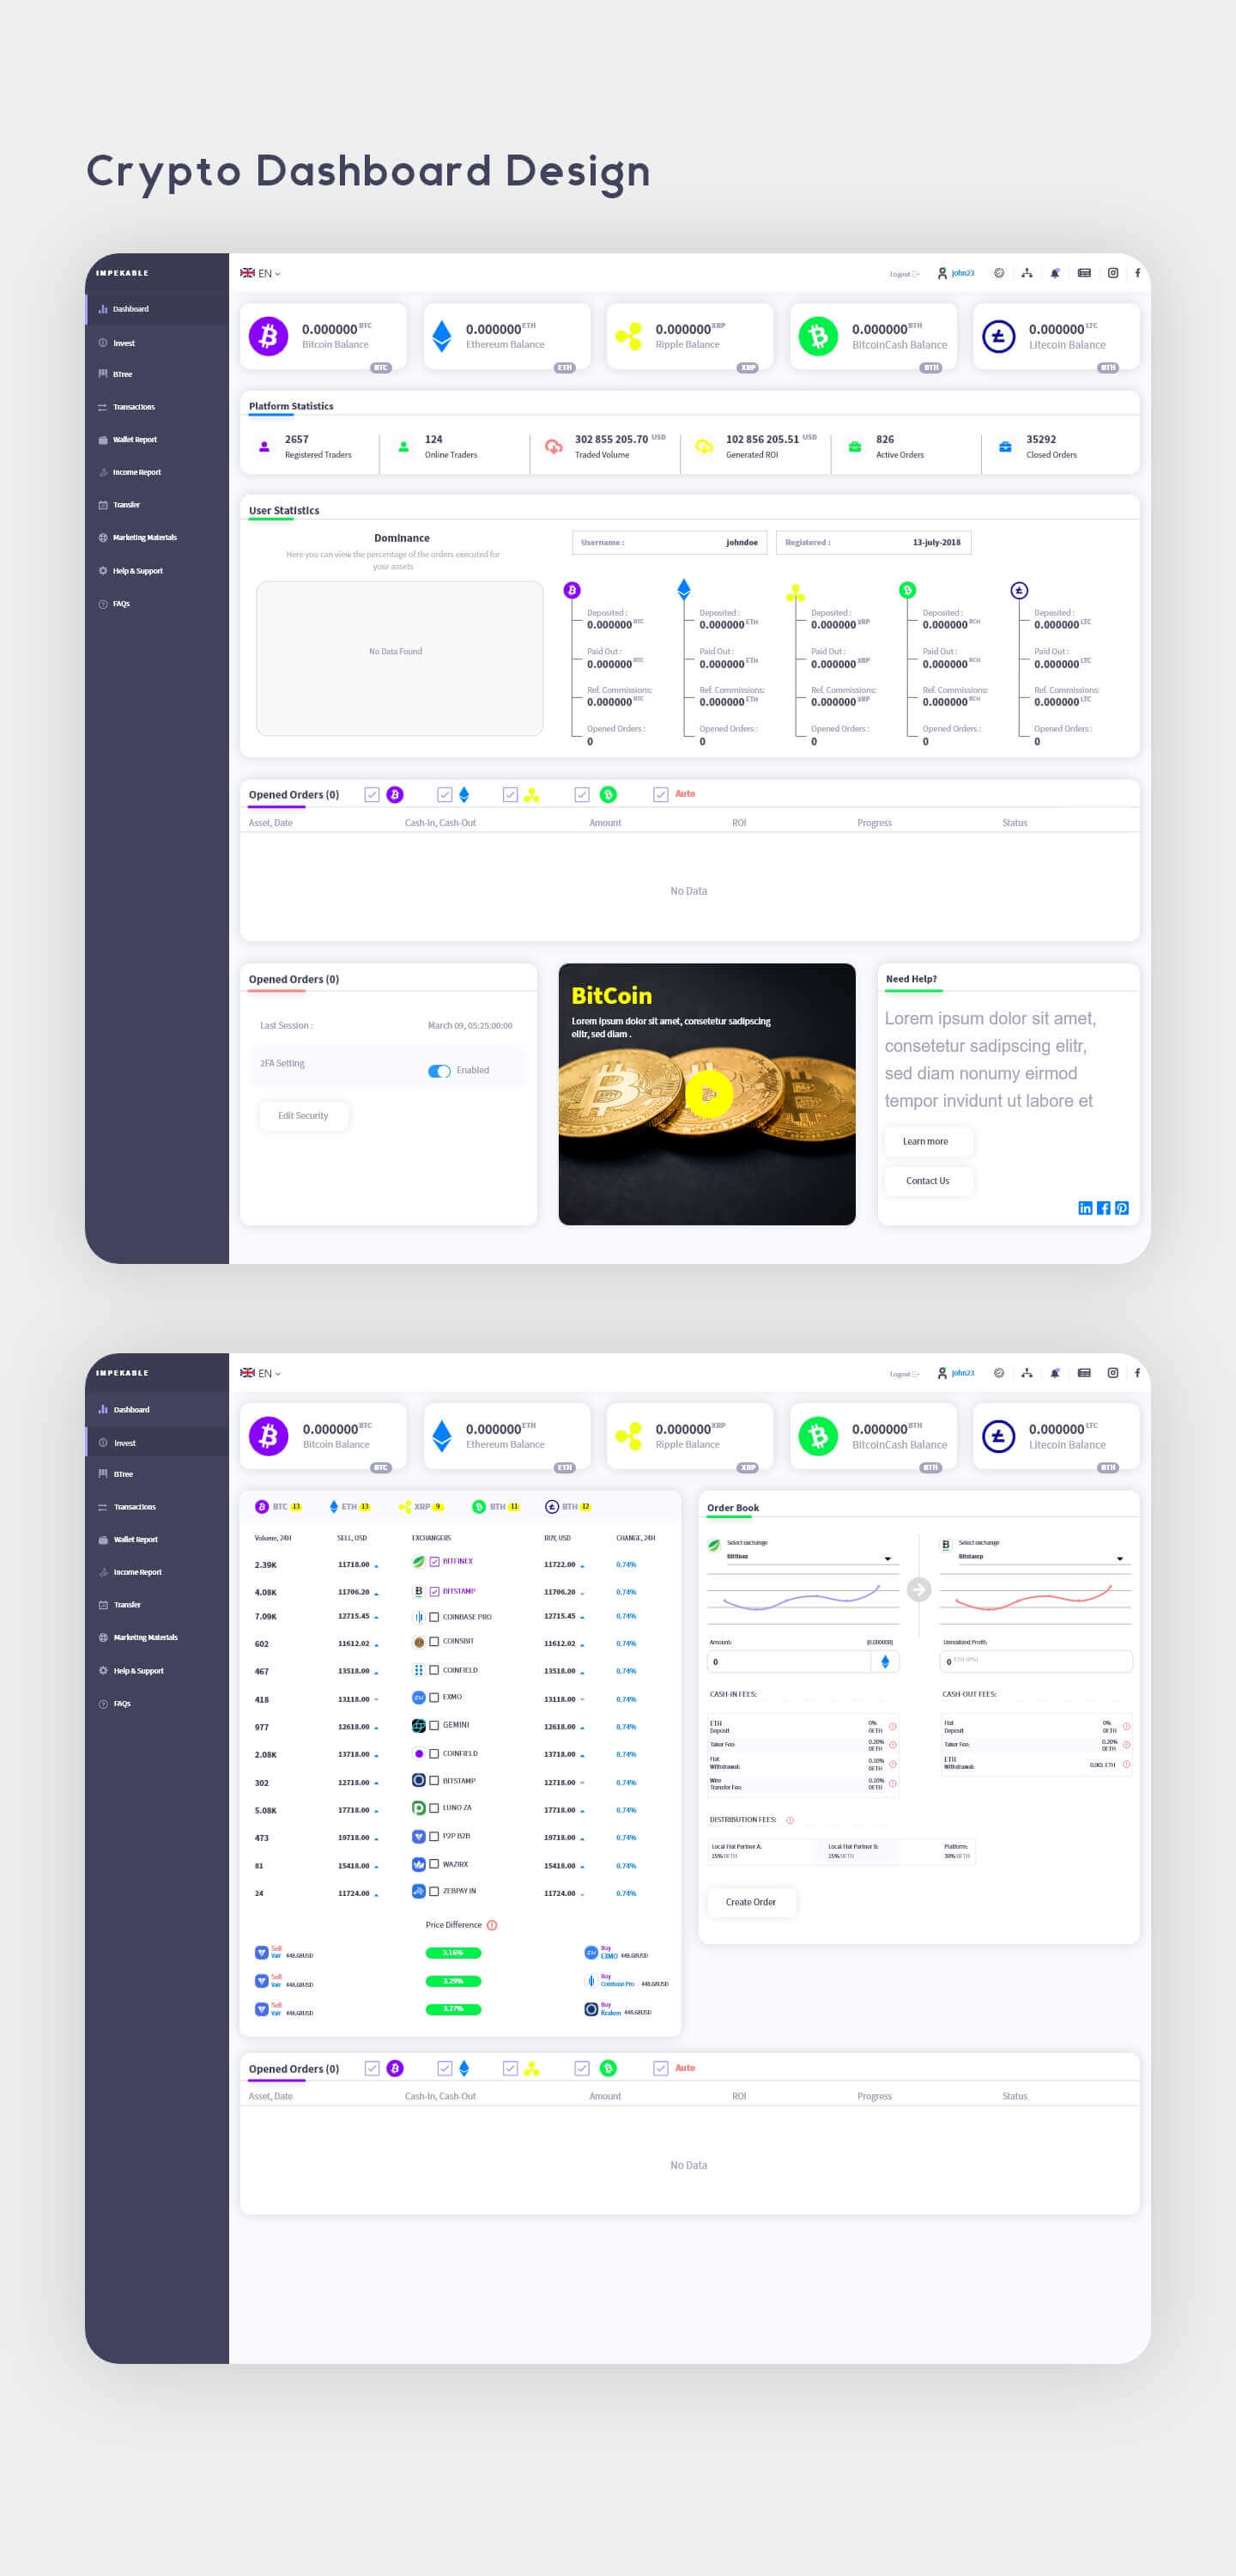 Crypto Dashboard Design
IMPEKABLE
EN
Logout
john23
Dashboard
Invest
BTree
Transactions
Wallet Report
Income Report
Transfer
Marketing Materials
Help & Support
FAQs
0.000000 BTC
Bitcoin Balance
BTC
0.000000 ETH
Ethereum Balance
ETH
0.000000 XRP
Ripple Balance
XRP
0.000000 BTH
BitcoinCash Balance
BTH
0.000000 LTC
Litecoin Balance
BTH
Platform Statistics
2657
Registered Traders
124
Online Traders
302 855 205.70 USD
Traded Volume
102 856 205.51 USD
Generated ROI
826
Active Orders
35292
Closed Orders
User Statistics
Dominance
Here you can view the percentage of the orders executed for
your assets
No Data Found
Username : johndoe
Registered : 13-july-2018
Deposited :
0.000000 BTC
Paid Out :
0.000000 BTC
Ref. Commissions:
0.000000 BTC
Opened Orders :
0
Deposited :
0.000000 ETH
Paid Out :
0.000000 ETH
Ref. Commissions:
0.000000 ETH
Opened Orders :
0
Deposited :
0.000000 XRP
Paid Out :
0.000000 XRP
Ref. Commissions:
0.000000 XRP
Opened Orders :
0
Deposited :
0.000000 BCH
Paid Out :
0.000000 BCH
Ref. Commissions:
0.000000 BCH
Opened Orders :
0
Deposited :
0.000000 LTC
Paid Out :
0.000000 LTC
Ref. Commissions:
0.000000 LTC
Opened Orders :
0
Opened Orders (0) Auto
Asset, Date Cash-In, Cash-Out Amount ROI Progress Status
No Data
Opened Orders (0)
Last Session : March 09, 05:25:00:00
2FA Setting Enabled
Edit Security
BitCoin
Lorem ipsum dolor sit amet, consetetur sadipscing
elitr, sed diam .
Need Help?
Lorem ipsum dolor sit amet,
consetetur sadipscing elitr,
sed diam nonumy eirmod
tempor invidunt ut labore et
Learn more
Contact Us
IMPEKABLE
EN
Logout
john23
Dashboard
Invest
BTree
Transactions
Wallet Report
Income Report
Transfer
Marketing Materials
Help & Support
FAQs
0.000000 BTC
Bitcoin Balance
BTC
0.000000 ETH
Ethereum Balance
ETH
0.000000 XRP
Ripple Balance
XRP
0.000000 BTH
BitcoinCash Balance
BTH
0.000000 LTC
Litecoin Balance
BTH
BTC 13 ETH 13 XRP 9 BTH 11 BTH 12
Volume, 24H SELL, USD EXCHANGERS BUY, USD CHANGE, 24H
2.39K 11718.00 BITFINEX 11722.00 0.74%
4.08K 11706.20 BITSTAMP 11706.20 0.74%
7.09K 12715.45 COINBASE PRO 12715.45 0.74%
602 11612.02 COINSBIT 11612.02 0.74%
467 13518.00 COINFIELD 13518.00 0.74%
418 13118.00 EXMO 13118.00 0.74%
977 12618.00 GEMINI 12618.00 0.74%
2.08K 13718.00 COINFIELD 13718.00 0.74%
302 12718.00 BITSTAMP 12718.00 0.74%
5.08K 17718.00 LUNO ZA 17718.00 0.74%
473 19718.00 P2P B2B 19718.00 0.74%
81 15418.00 WAZIRX 15418.00 0.74%
24 11724.00 ZEBPAY IN 11724.00 0.74%
Price Difference
Sell
3.16%
Buy
EXMO
Sell
3.29%
Buy
Coinbase Pro
Sell
3.27%
Buy
Kraken
Order Book
Select exchange
Bitfinex
Select exchange
Bitstamp
Amount: (0.000000)
0
Unrealized Profit:
0 ETH (0%)
CASH-IN FEES:
ETH
Deposit
0%
0ETH
Taker Fee:
0.20%
0ETH
Fiat
Withdrawal:
0.10%
0ETH
Wire
Transfer Fee:
0.10%
0ETH
CASH-OUT FEES:
Fiat
Deposit
0%
0ETH
Taker Fee:
0.20%
0ETH
ETH
Withdrawal:
0.001 ETH
DISTRIBUTION FEES:
Local Fiat Partner A:
15% 0ETH
Local Fiat Partner B:
15% 0ETH
Platform:
30% 0ETH
Create Order
Opened Orders (0) Auto
Asset, Date Cash-In, Cash-Out Amount ROI Progress Status
No Data